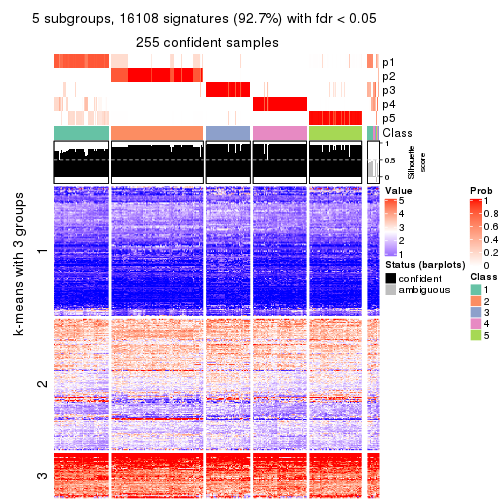 5 subgroups, 16108 signatures (92.7%) with fdr < 0.05
255 confident samples
p1
p2
p3
p4
p5
Class
1
0.5
0
Silhouette
score
k-means with 3 groups
1
2
3
Value
5
4
3
2
1
Status (barplots)
confident
ambiguous
Prob
1
0.8
0.6
0.4
0.2
0
Class
1
2
3
4
5